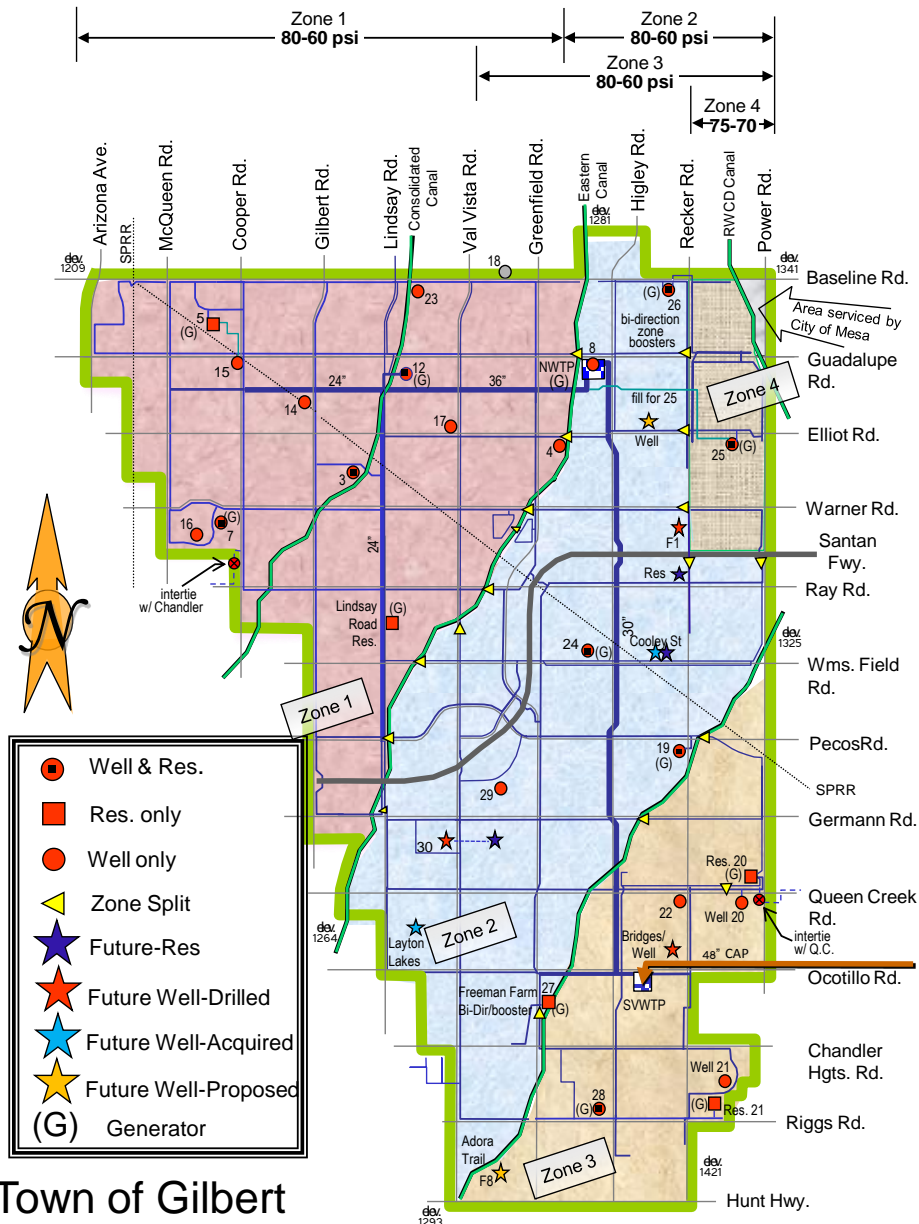 Zone 1
80-60 psi
Zone 2
80-60 psi
Zone 3
80-60 psi
Zone 4
75-70
Arizona Ave.
SPRR
McQueen Rd.
Cooper Rd.
Gilbert Rd.
Lindsay Rd.
Consolidated
Canal
Val Vista Rd.
Greenfield Rd.
Eastern
Canal
Higley Rd.
Recker Rd.
RWCD Canal
Power Rd.
elev.
1209
elev.
1281
elev.
1341
18
Baseline Rd.
23
(G)
26
5
(G)
bi-direction
zone
boosters
Area serviced by
City of Mesa
15
8
12
(G)
NWTP
(G)
Guadalupe
Rd.
24"
36"
Zone 4
14
17
fill for 25
Well
4
25
(G)
Elliot Rd.
3
16
(G)
7
Warner Rd.
F1
Santan
Fwy.
intertie
w/ Chandler
24"
Res
Ray Rd.
Lindsay
Road
Res.
(G)
30"
Cooley St
24
(G)
elev.
1325
Wms. Field
Rd.
Zone 1
19
(G)
PecosRd.
29
SPRR
Germann Rd.
30
Res. 20
(G)
22
Well 20
Queen Creek
Rd.
intertie
w/ Q.C.
elev.
1264
Layton
Lakes
Zone 2
Bridges/
Well
48" CAP
Ocotillo Rd.
Freeman Farm
Bi-Dir/booster
27
(G)
SVWTP
Chandler
Hgts. Rd.
Well 21
(G)
Res. 21
28
(G)
Riggs Rd.
Adora
Trail
F8
Zone 3
elev.
1421
elev.
1293
Hunt Hwy.
N
Well & Res.
Res. only
Well only
Zone Split
Future-Res
Future Well-Drilled
Future Well-Acquired
Future Well-Proposed
(G) Generator
Town of Gilbert